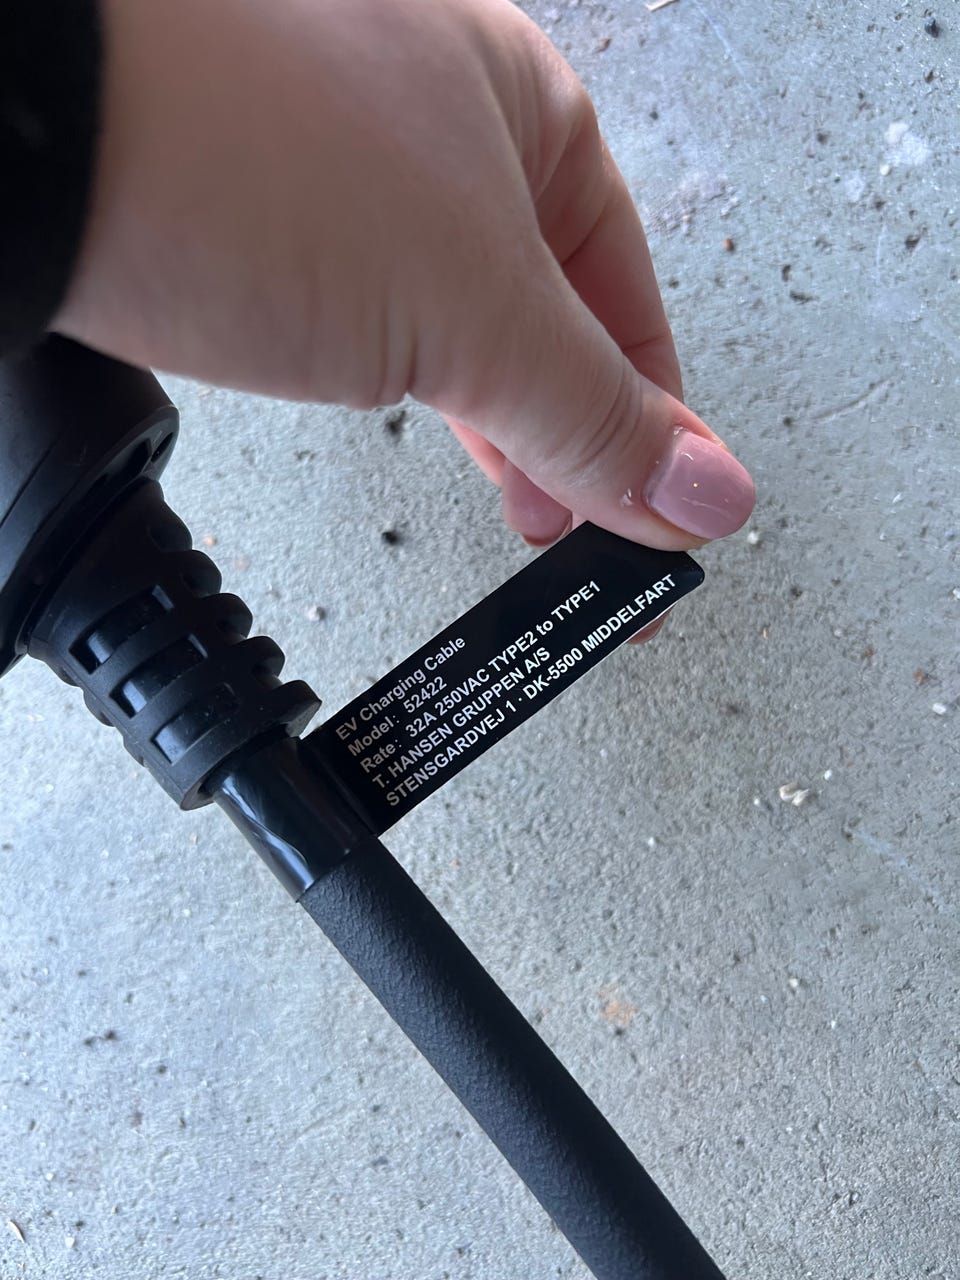 EV Charging Cable
Model: 52422
Rate: 32A 250VAC TYPE2 to TYPE1
T. HANSEN GRUPPEN A/S
STENSGARDVEJ 1 · DK-5500 MIDDELFART